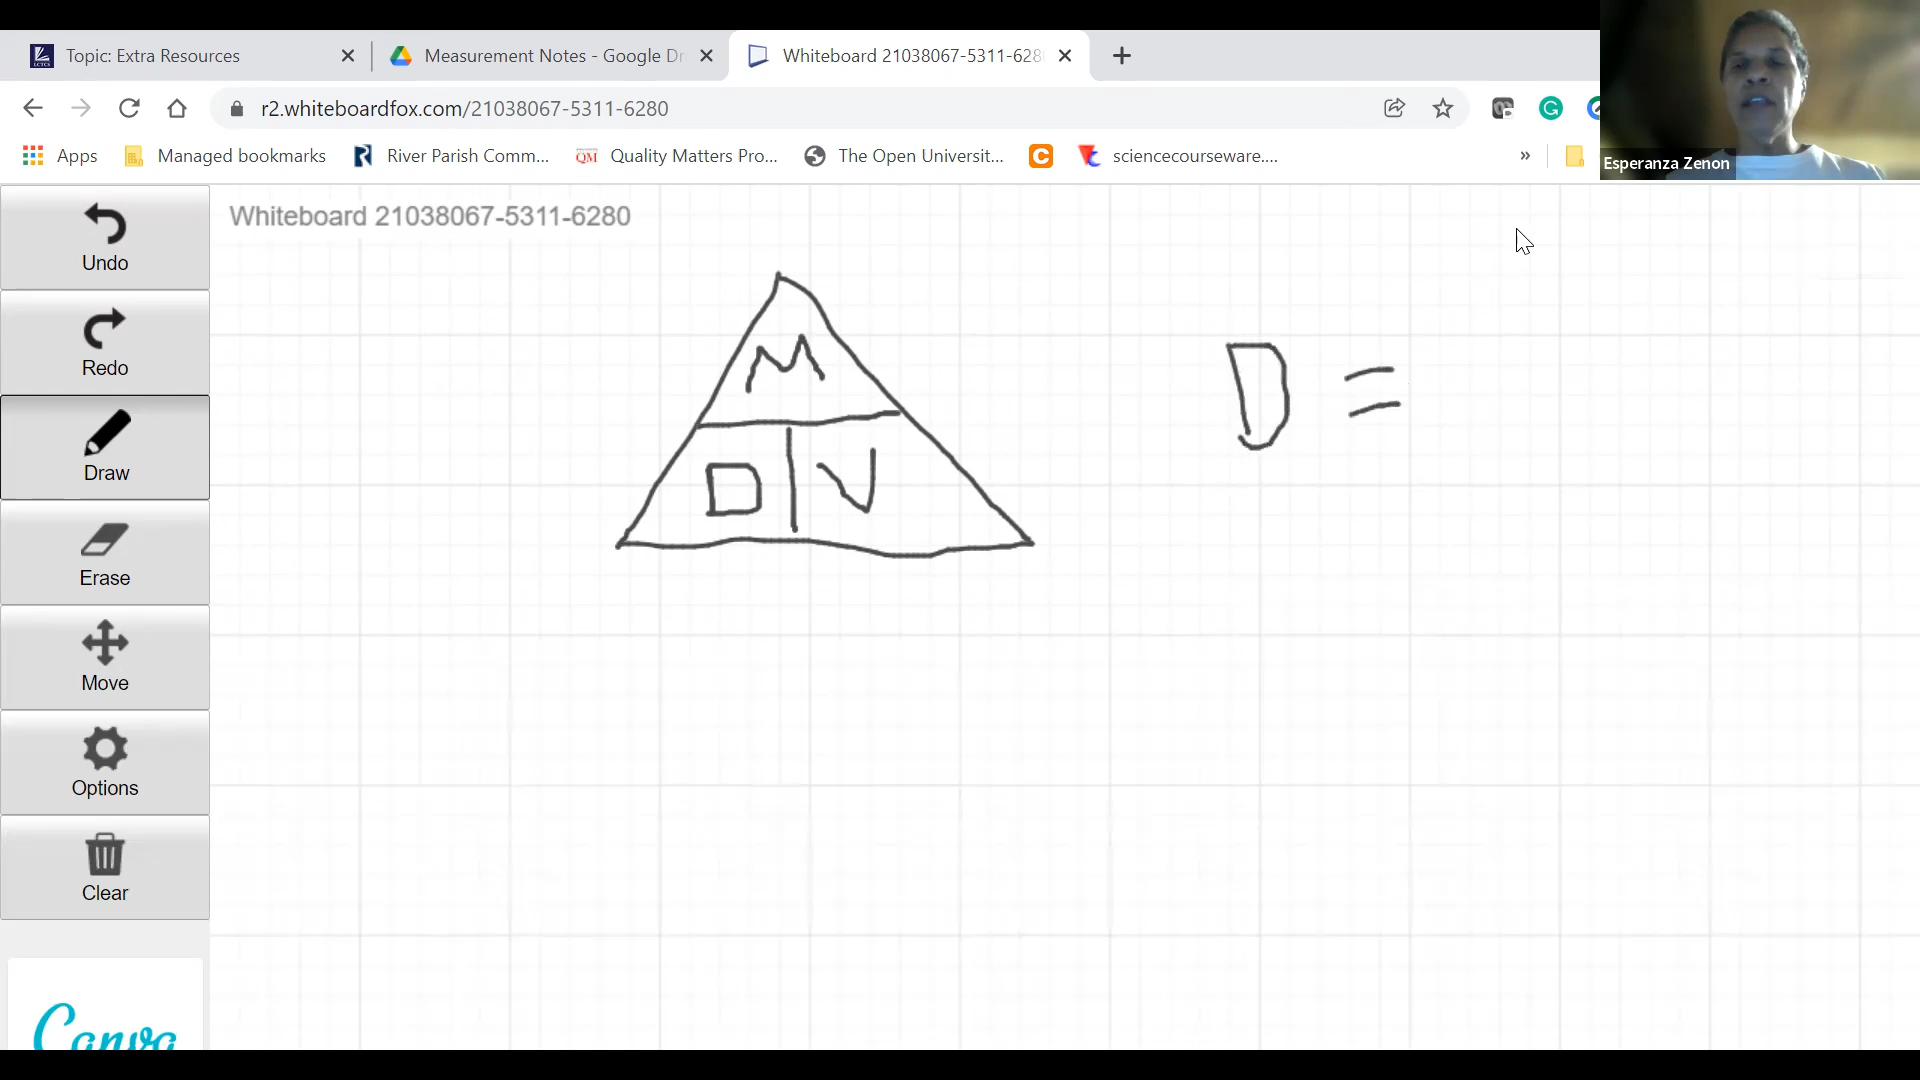 Topic: Extra Resources
Measurement Notes - Google Dr
Whiteboard 21038067-5311-628
r2.whiteboardfox.com/21038067-5311-6280
Esperanza Zenon
Apps Managed bookmarks River Parish Comm... QM Quality Matters Pro... The Open Universit... C sciencecourseware.... »
Whiteboard 21038067-5311-6280
Undo
Redo
Draw
Erase
Move
Options
Clear
Canva
M
D V
D =